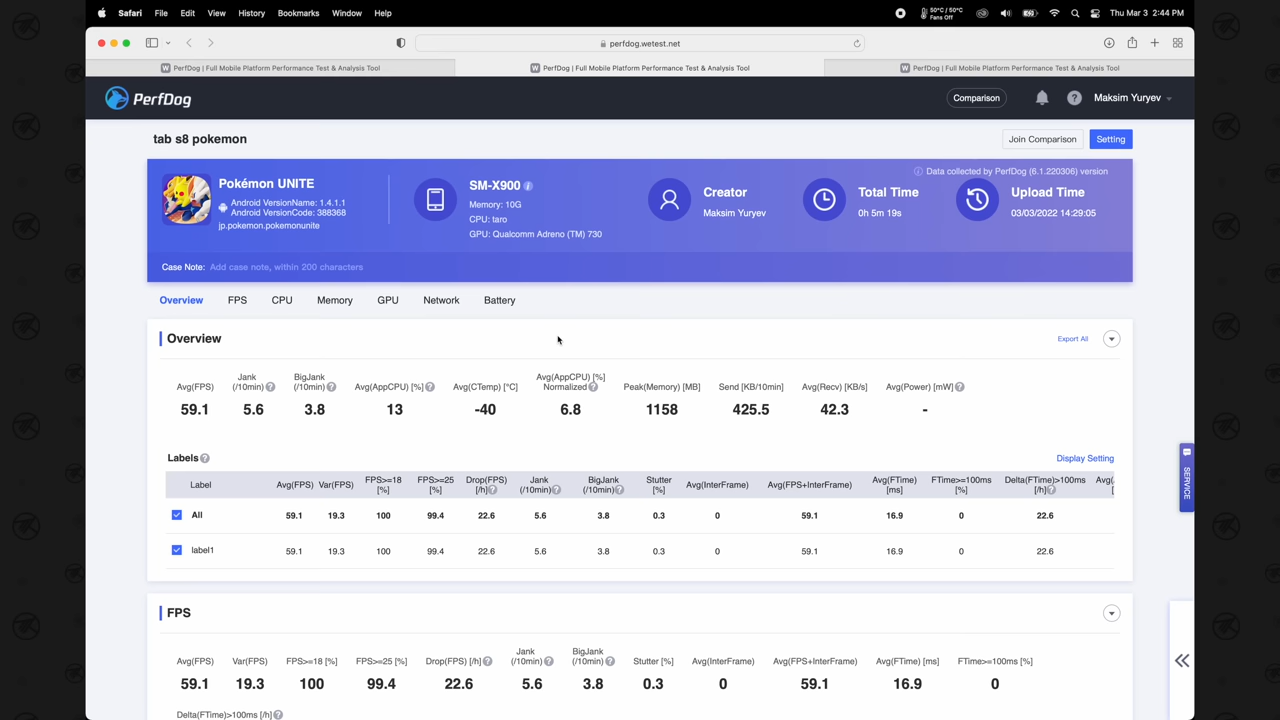 Safari File Edit View History Bookmarks Window Help
50°C / 50°C
Fans Off
Thu Mar 3 2:44 PM
perfdog.wetest.net
PerfDog | Full Mobile Platform Performance Test & Analysis Tool
PerfDog | Full Mobile Platform Performance Test & Analysis Tool
PerfDog | Full Mobile Platform Performance Test & Analysis Tool
PerfDog
Comparison
Maksim Yuryev
tab s8 pokemon
Join Comparison
Setting
Data collected by PerfDog (6.1.220306) version
Pokémon UNITE
Android VersionName: 1.4.1.1
Android VersionCode: 388368
jp.pokemon.pokemonunite
SM-X900
Memory: 10G
CPU: taro
GPU: Qualcomm Adreno (TM) 730
Creator
Maksim Yuryev
Total Time
0h 5m 19s
Upload Time
03/03/2022 14:29:05
Case Note: Add case note, within 200 characters
Overview FPS CPU Memory GPU Network Battery
Overview
Export All
Avg(FPS) Jank (/10min) BigJank (/10min) Avg(AppCPU) [%] Avg(CTemp) [°C] Avg(AppCPU) [%] Normalized Peak(Memory) [MB] Send [KB/10min] Avg(Recv) [KB/s] Avg(Power) [mW]
59.1 5.6 3.8 13 -40 6.8 1158 425.5 42.3 -
Labels
Display Setting
Label Avg(FPS) Var(FPS) FPS>=18 [%] FPS>=25 [%] Drop(FPS) [/h] Jank (/10min) BigJank (/10min) Stutter [%] Avg(InterFrame) Avg(FPS+InterFrame) Avg(FTime) [ms] FTime>=100ms [%] Delta(FTime)>100ms [/h] Avg(
All 59.1 19.3 100 99.4 22.6 5.6 3.8 0.3 0 59.1 16.9 0 22.6
label1 59.1 19.3 100 99.4 22.6 5.6 3.8 0.3 0 59.1 16.9 0 22.6
SERVICE
FPS
Avg(FPS) Var(FPS) FPS>=18 [%] FPS>=25 [%] Drop(FPS) [/h] Jank (/10min) BigJank (/10min) Stutter [%] Avg(InterFrame) Avg(FPS+InterFrame) Avg(FTime) [ms] FTime>=100ms [%]
59.1 19.3 100 99.4 22.6 5.6 3.8 0.3 0 59.1 16.9 0
Delta(FTime)>100ms [/h]